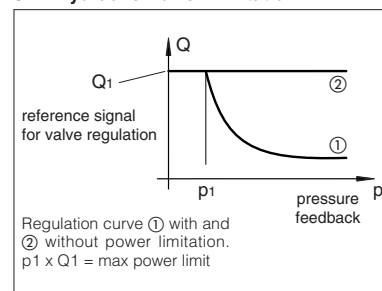 Q
Q1
②
reference signal
for valve regulation
①
p1
p
pressure
feedback
Regulation curve ① with and
② without power limitation.
p1 x Q1 = max power limit